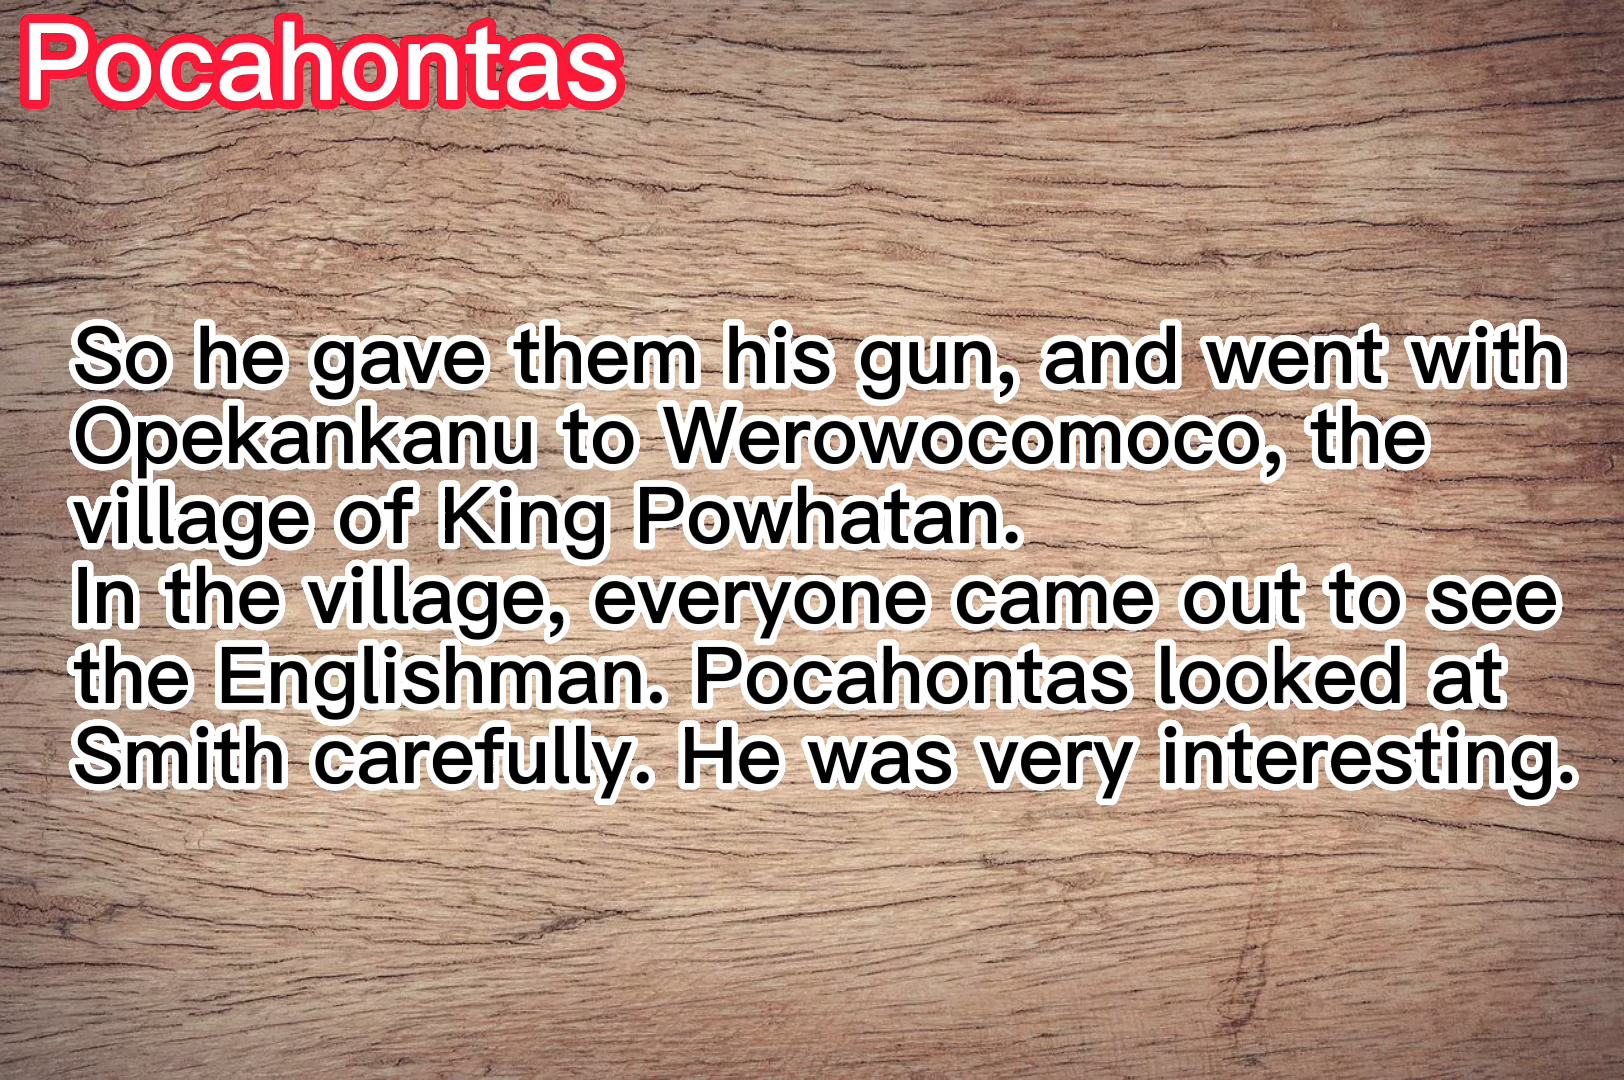 Pocahontas
So he gave them his gun, and went with
Opekankanu to Werowocomoco, the
village of King Powhatan.
In the village, everyone came out to see
the Englishman. Pocahontas looked at
Smith carefully. He was very interesting.